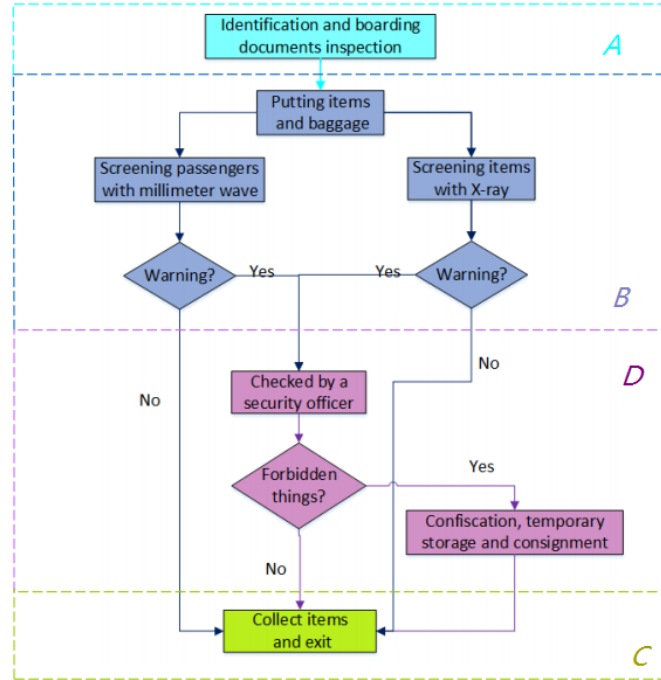 Identification and boarding
documents inspection
A
Putting items
and baggage
Screening passengers
with millimeter wave
Screening items
with X-ray
Warning?
Yes
Yes
Warning?
B
No
No
Checked by a
security officer
D
Forbidden
things?
Yes
Confiscation, temporary
storage and consignment
No
Collect items
and exit
C